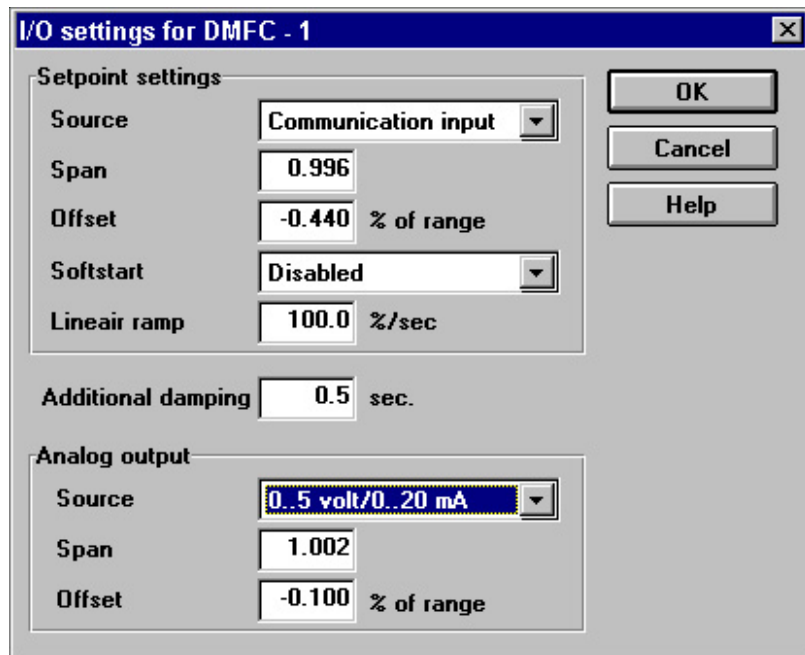 I/O settings for DMFC - 1
Setpoint settings
Source Communication input
Span 0.996
Offset -0.440 % of range
Softstart Disabled
Lineair ramp 100.0 %/sec
OK
Cancel
Help
Additional damping 0.5 sec.
Analog output
Source 0..5 volt/0..20 mA
Span 1.002
Offset -0.100 % of range